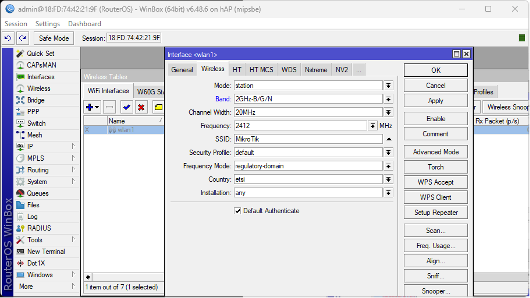 admin@18:FD:74:42:21:9F (RouterOS) - WinBox (64bit) v6.48.6 on hAP (mipsbe)
Session Settings Dashboard
Safe Mode Session: 18:FD:74:42:21:9F
Quick Set
CAPsMAN
Interfaces
Wireless
Bridge
PPP
Switch
Mesh
IP
MPLS
Routing
System
Queues
Files
Log
RADIUS
Tools
New Terminal
Dot1X
Windows
More
RouterOS WinBox
Wireless Tables
WiFi Interfaces W60G Sta
Name
X wlan1
1 item out of 7 (1 selected)
Interface <wlan1>
General Wireless HT HT MCS WDS Nstreme NV2 ...
Mode: station
Band: 2GHz-B/G/N
Channel Width: 20MHz
Frequency: 2412 MHz
SSID: MikroTik
Security Profile: default
Frequency Mode: regulatory-domain
Country: etsi
Installation: any
Default Authenticate
OK
Cancel
Apply
Enable
Comment
Advanced Mode
Torch
WPS Accept
WPS Client
Setup Repeater
Scan...
Freq. Usage...
Align...
Sniff...
Snooper...
Profiles
Wireless Snoop
Rx Packet (p/s)